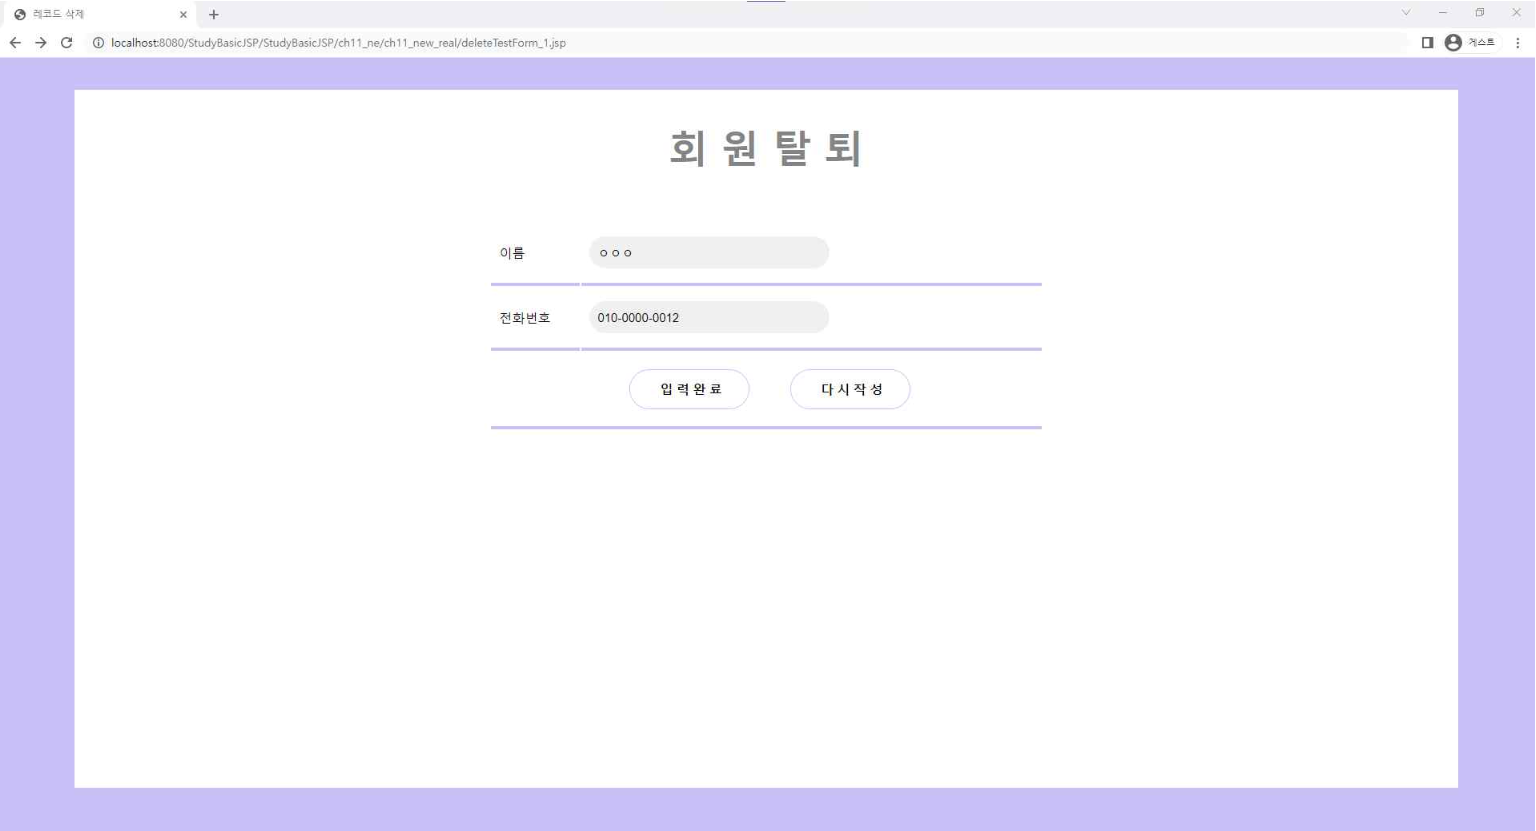 레코드 삭제
localhost:8080/StudyBasicJSP/StudyBasicJSP/ch11_ne/ch11_new_real/deleteTestForm_1.jsp
게스트
회 원 탈 퇴
이름 ㅇㅇㅇ
전화번호 010-0000-0012
입력완료 다시작성